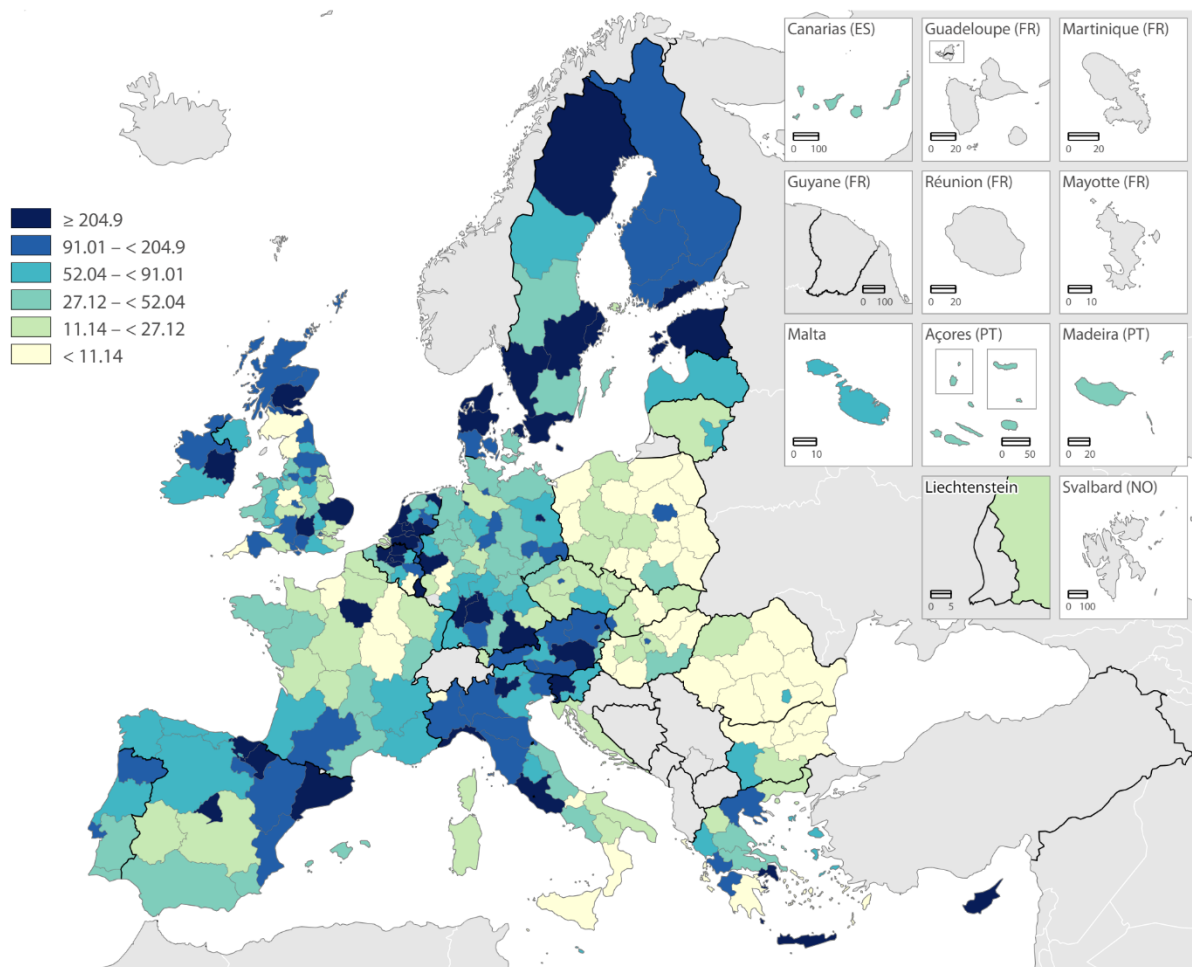 Canarias (ES)
0 100
Guadeloupe (FR)
0 20
Martinique (FR)
0 20
Guyane (FR)
0 100
Réunion (FR)
0 20
Mayotte (FR)
0 10
Malta
0 10
Açores (PT)
0 50
Madeira (PT)
0 20
Liechtenstein
0 5
Svalbard (NO)
0 100
≥ 204.9
91.01 – < 204.9
52.04 – < 91.01
27.12 – < 52.04
11.14 – < 27.12
< 11.14